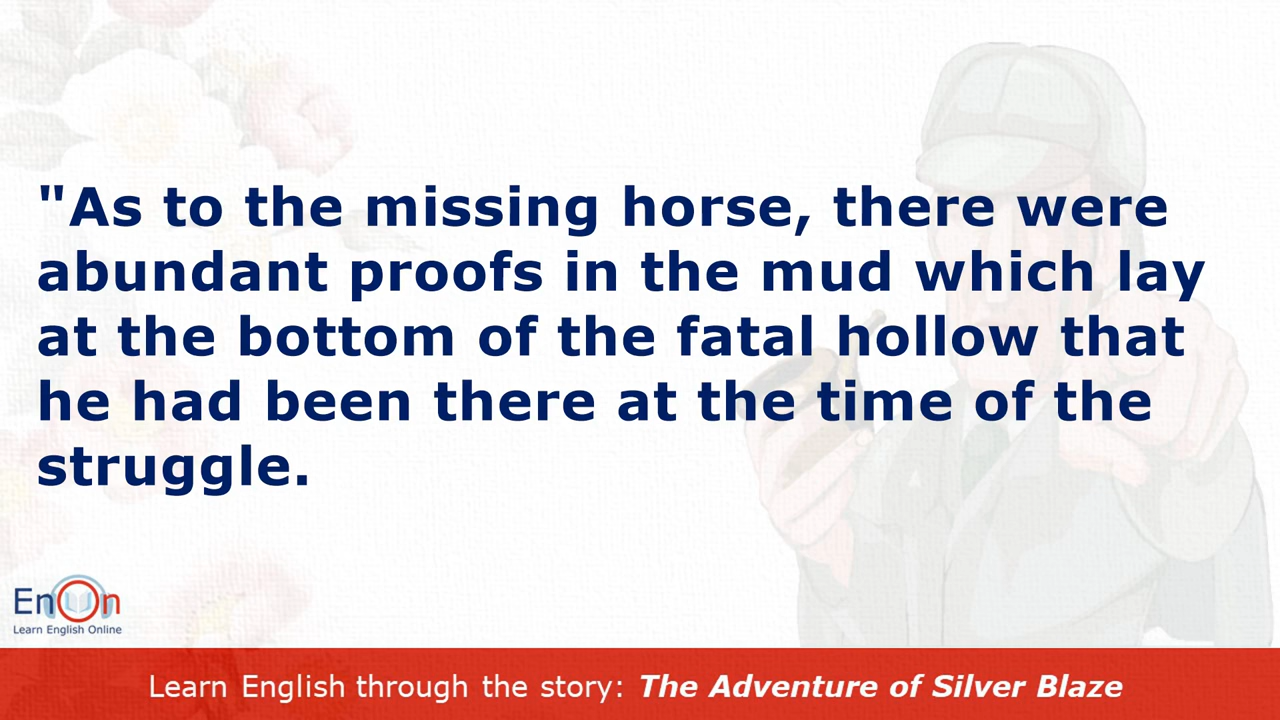 "As to the missing horse, there were
abundant proofs in the mud which lay
at the bottom of the fatal hollow that
he had been there at the time of the
struggle.
EnOn
Learn English Online
Learn English through the story: The Adventure of Silver Blaze